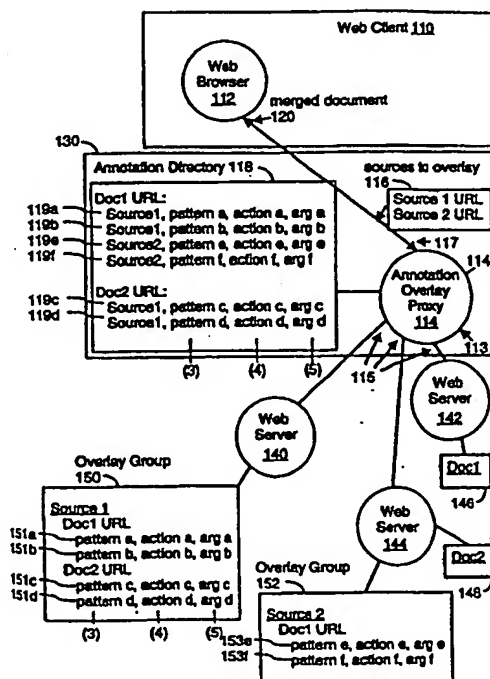 Web Client 110
Web
Browser
112
merged document
120
130
Annotation Directory 118
sources to overlay
116
Source 1 URL
Source 2 URL
Doc1 URL:
119a Source1, pattern a, action a, arg a
119b Source1, pattern b, action b, arg b
119e Source2, pattern e, action e, arg e
119f Source2, pattern f, action f, arg f
117
114
Doc2 URL:
119c Source1, pattern c, action c, arg c
119d Source1, pattern d, action d, arg d
Annotation
Overlay
Proxy
114
(3) (4) (5)
115
113
Web
Server
142
Web
Server
140
Doc1
146
Overlay Group
150
Source 1
Doc1 URL
151a pattern a, action a, arg a
151b pattern b, action b, arg b
Doc2 URL
151c pattern c, action c, arg c
151d pattern d, action d, arg d
(3) (4) (5)
Web
Server
144
Doc2
148
Overlay Group
152
Source 2
Doc1 URL
153e pattern e, action e, arg e
153f pattern f, action f, arg f